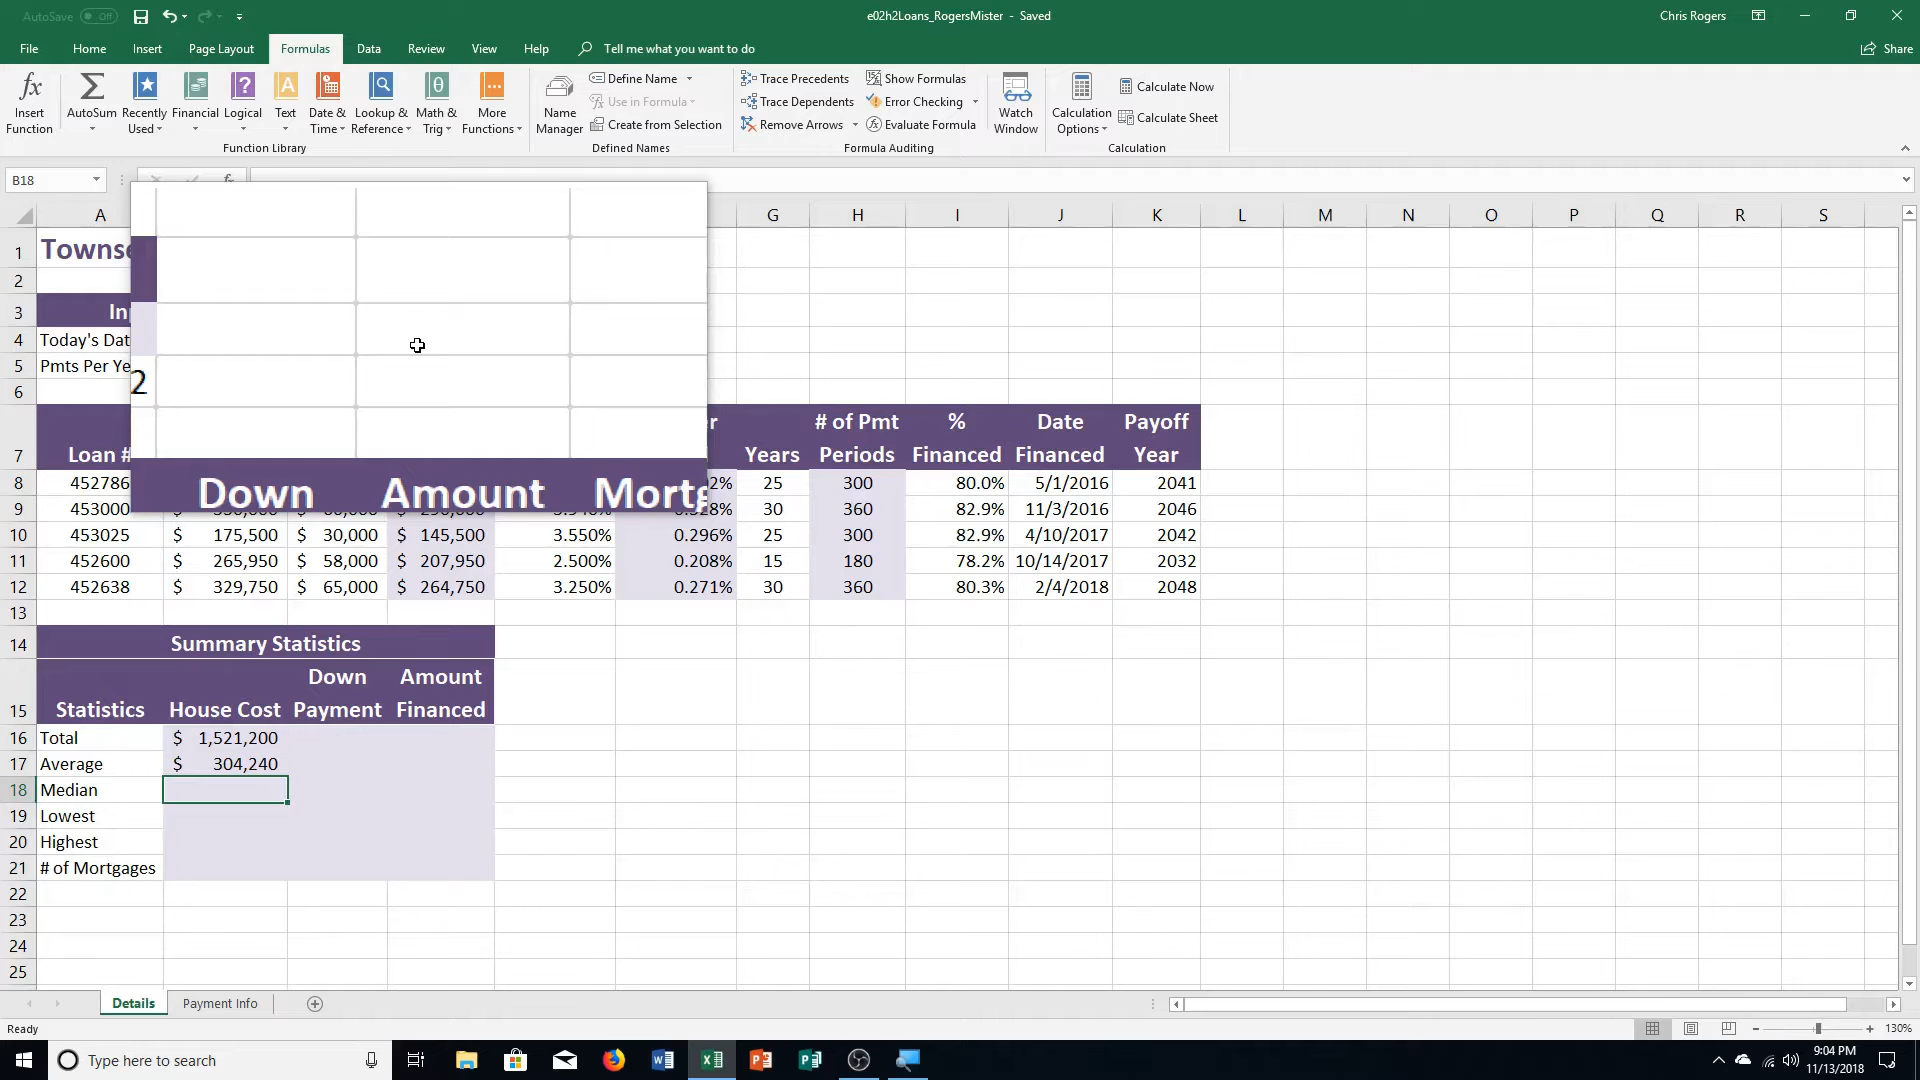 AutoSave Off
e02h2Loans_RogersMister - Saved
Chris Rogers
File Home Insert Page Layout Formulas Data Review View Help Tell me what you want to do
Share
fx Σ ? A θ
Insert Function
AutoSum
Recently Used
Financial
Logical
Text
Date & Time
Lookup & Reference
Math & Trig
More Functions
Function Library
Name Manager
Define Name
Use in Formula
Create from Selection
Defined Names
Trace Precedents
Trace Dependents
Remove Arrows
Show Formulas
Error Checking
Evaluate Formula
Formula Auditing
Watch Window
Calculation Options
Calculate Now
Calculate Sheet
Calculation
B18
A G H I J K L M N O P Q R S
1
2
3
4 Today's Dat
5 Pmts Per Ye
6
2
Down Amount
# of Pmt % Date Payoff
7 Loan # Years Periods Financed Financed Year
8 452786 25 300 80.0% 5/1/2016 2041
9 453000 30 360 82.9% 11/3/2016 2046
10 453025 $ 175,500 $ 30,000 $ 145,500 3.550% 0.296% 25 300 82.9% 4/10/2017 2042
11 452600 $ 265,950 $ 58,000 $ 207,950 2.500% 0.208% 15 180 78.2% 10/14/2017 2032
12 452638 $ 329,750 $ 65,000 $ 264,750 3.250% 0.271% 30 360 80.3% 2/4/2018 2048
13
14 Summary Statistics
Down Amount
15 Statistics House Cost Payment Financed
16 Total $ 1,521,200
17 Average $ 304,240
18 Median
19 Lowest
20 Highest
21 # of Mortgages
22
23
24
25
Details Payment Info
Ready
130%
Type here to search
9:04 PM
11/13/2018